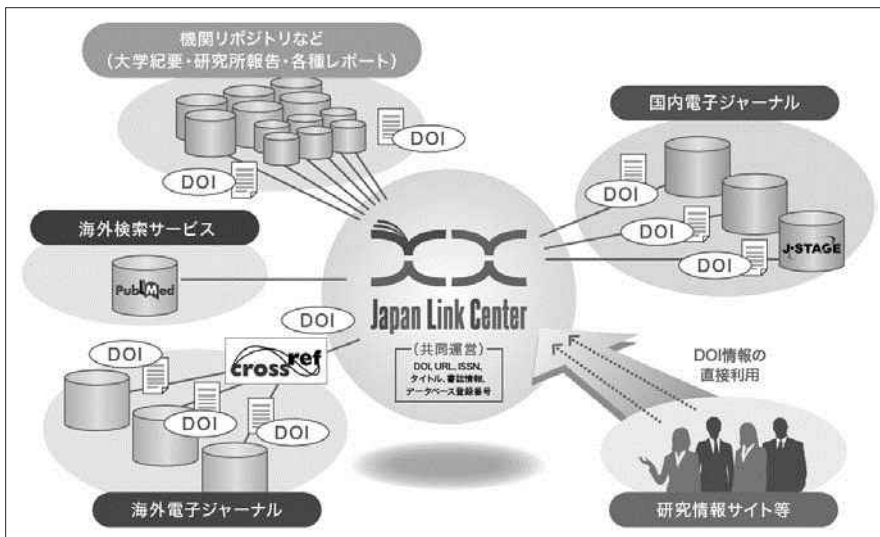 機関リポジトリなど
（大学紀要・研究所報告・各種レポート）
DOI
DOI
国内電子ジャーナル
DOI
DOI
DOI
J-STAGE
海外検索サービス
PubMed
Japan Link Center
（共同運営）
DOI, URL, ISSN,
タイトル、書誌情報、
データベース登録番号
DOI
cross ref
DOI
DOI
DOI
海外電子ジャーナル
DOI情報の
直接利用
研究情報サイト等